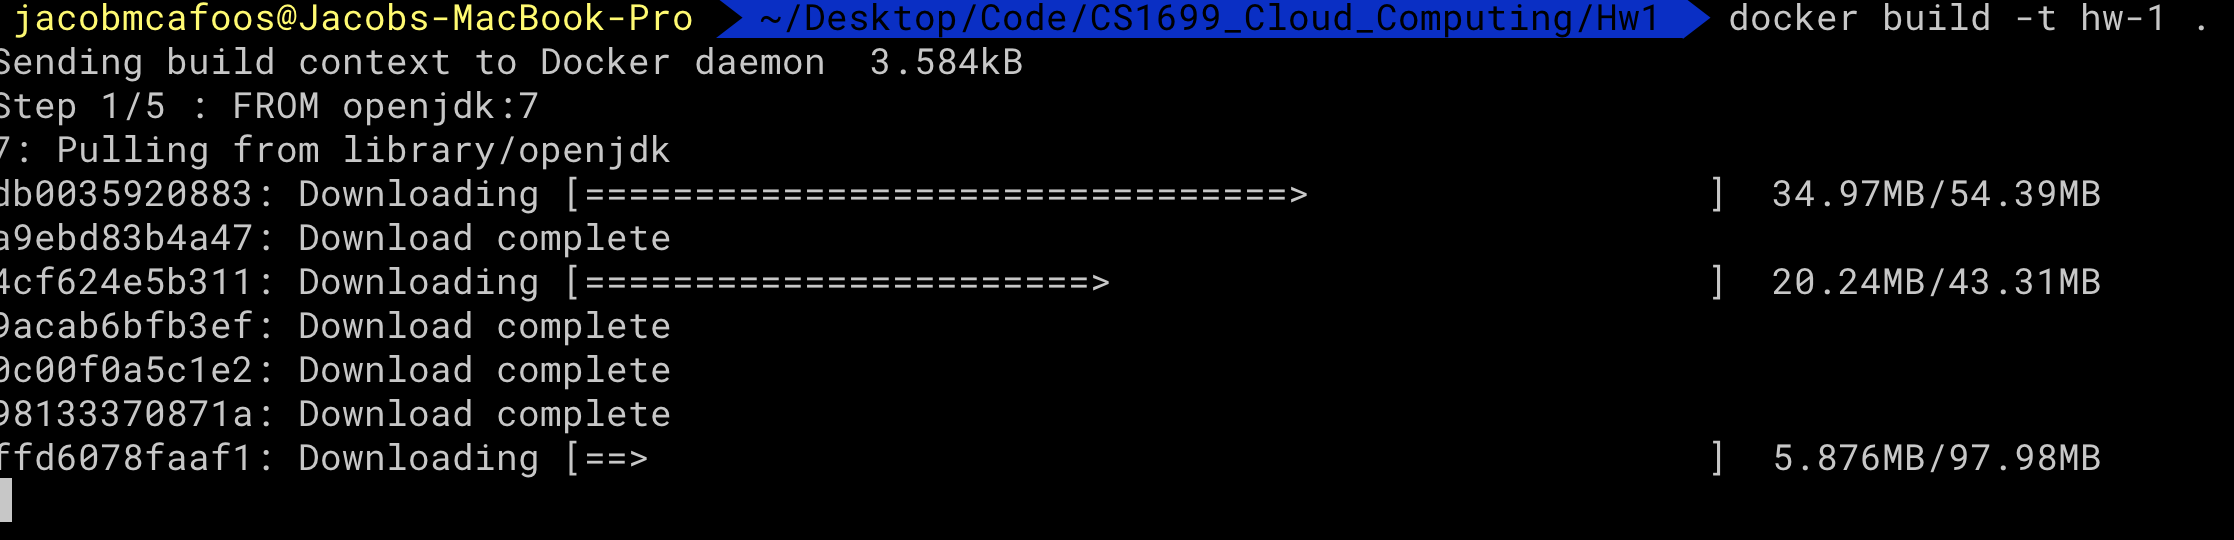 jacobmcafoos@Jacobs-MacBook-Pro ~/Desktop/Code/CS1699_Cloud_Computing/Hw1 docker build -t hw-1 .
Sending build context to Docker daemon  3.584kB
Step 1/5 : FROM openjdk:7
7: Pulling from library/openjdk
db0035920883: Downloading [================================>                  ]  34.97MB/54.39MB
a9ebd83b4a47: Download complete
4cf624e5b311: Downloading [=======================>                           ]  20.24MB/43.31MB
9acab6bfb3ef: Download complete
0c00f0a5c1e2: Download complete
98133370871a: Download complete
ffd6078faaf1: Downloading [==>                                                ]  5.876MB/97.98MB